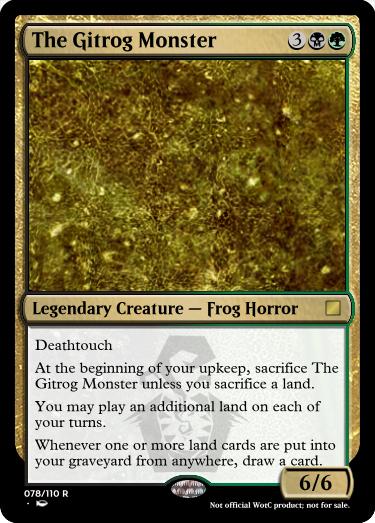 The Gitrog Monster 3
Legendary Creature — Frog Horror
Deathtouch
At the beginning of your upkeep, sacrifice The
Gitrog Monster unless you sacrifice a land.
You may play an additional land on each of
your turns.
Whenever one or more land cards are put into
your graveyard from anywhere, draw a card.
6/6
078/110 R
Not official WotC product; not for sale.